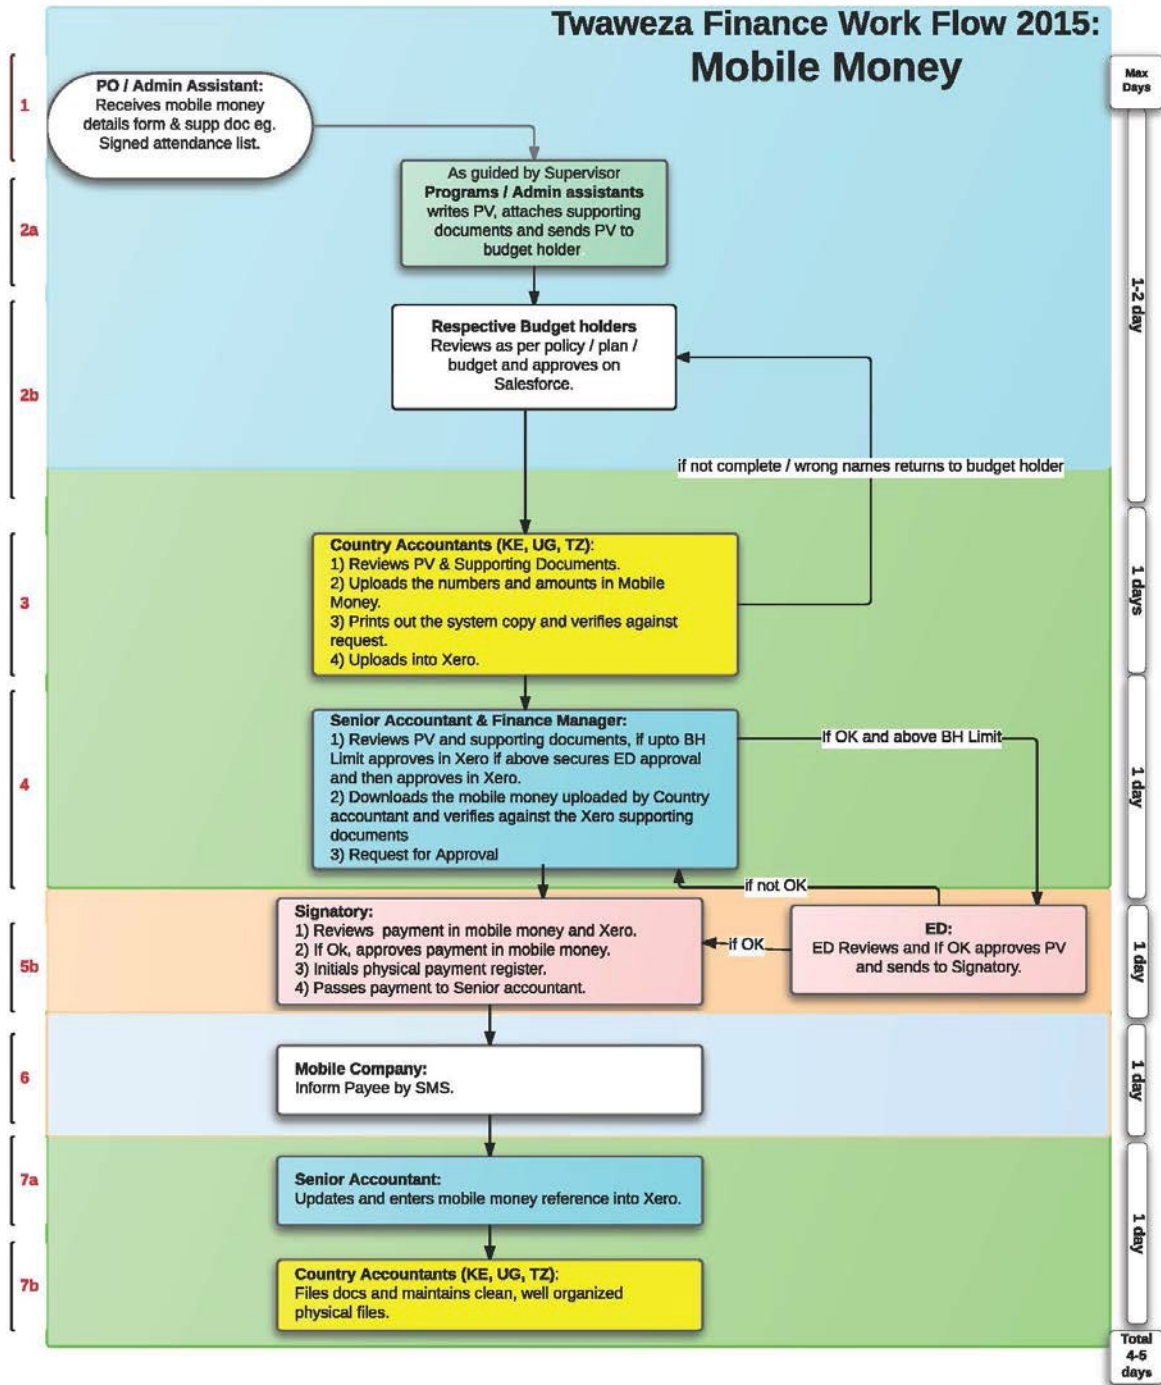 Twaweza Finance Work Flow 2015:
Mobile Money
Max
Days
1
PO / Admin Assistant:
Receives mobile money
details form & supp doc eg.
Signed attendance list.
2a
As guided by Supervisor
Programs / Admin assistants
writes PV, attaches supporting
documents and sends PV to
budget holder
1-2 day
2b
Respective Budget holders
Reviews as per policy / plan /
budget and approves on
Salesforce.
if not complete / wrong names returns to budget holder
3
Country Accountants (KE, UG, TZ):
1) Reviews PV & Supporting Documents.
2) Uploads the numbers and amounts in Mobile
Money.
3) Prints out the system copy and verifies against
request.
4) Uploads into Xero.
1 days
4
Senior Accountant & Finance Manager:
1) Reviews PV and supporting documents, if upto BH
Limit approves in Xero if above secures ED approval
and then approves in Xero.
2) Downloads the mobile money uploaded by Country
accountant and verifies against the Xero supporting
documents
3) Request for Approval
If OK and above BH Limit
1 day
if not OK
5b
Signatory:
1) Reviews payment in mobile money and Xero.
2) If Ok, approves payment in mobile money.
3) Initials physical payment register.
4) Passes payment to Senior accountant.
if OK
ED:
ED Reviews and If OK approves PV
and sends to Signatory.
1 day
6
Mobile Company:
Inform Payee by SMS.
1 day
7a
Senior Accountant:
Updates and enters mobile money reference into Xero.
1 day
7b
Country Accountants (KE, UG, TZ):
Files docs and maintains clean, well organized
physical files.
Total
4-5
days